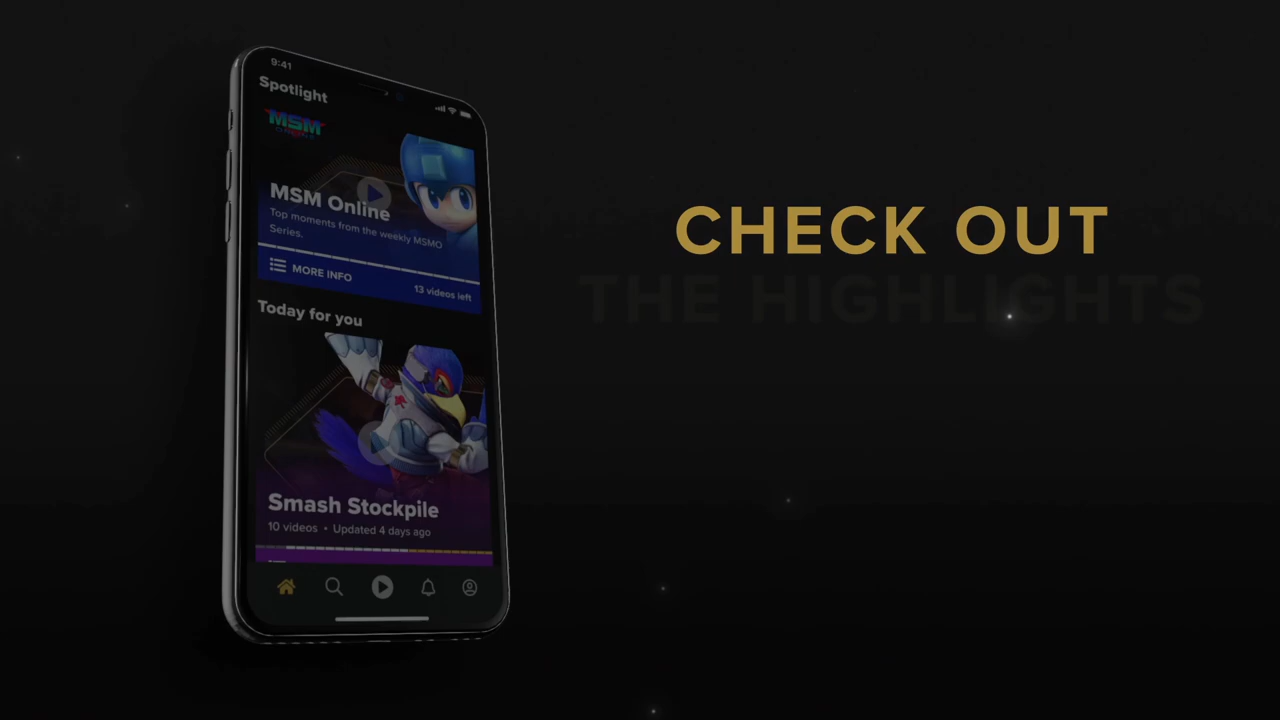 9:41
Spotlight
MSM
MSM Online
Top moments from the weekly MSMO
Series.
MORE INFO
13 videos left
Today for you
Smash Stockpile
10 videos • Updated 4 days ago
CHECK OUT
THE HIGHLIGHTS